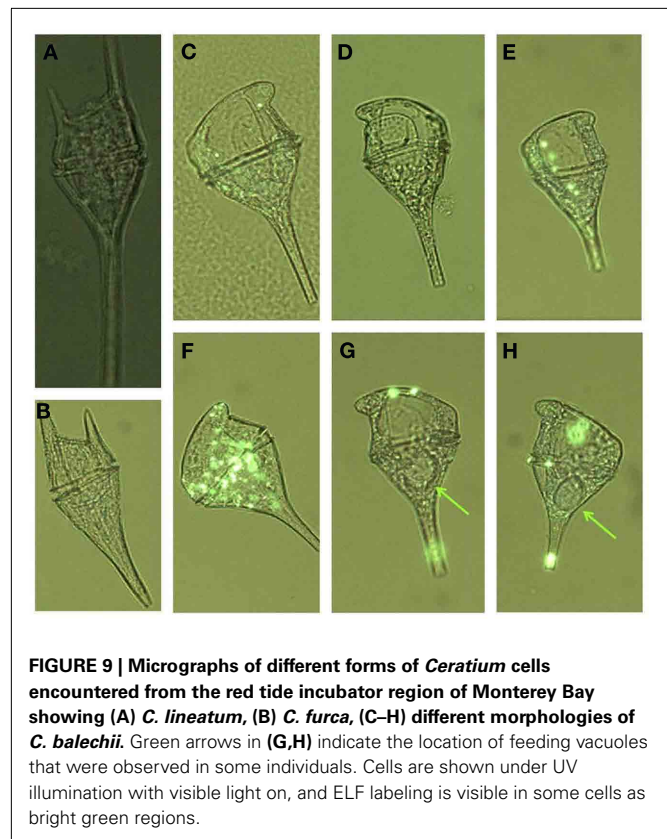 A
C
D
E
B
F
G
H
FIGURE 9 | Micrographs of different forms of Ceratium cells
encountered from the red tide incubator region of Monterey Bay
showing (A) C. lineatum, (B) C. furca, (C–H) different morphologies of
C. balechii. Green arrows in (G,H) indicate the location of feeding vacuoles
that were observed in some individuals. Cells are shown under UV
illumination with visible light on, and ELF labeling is visible in some cells as
bright green regions.